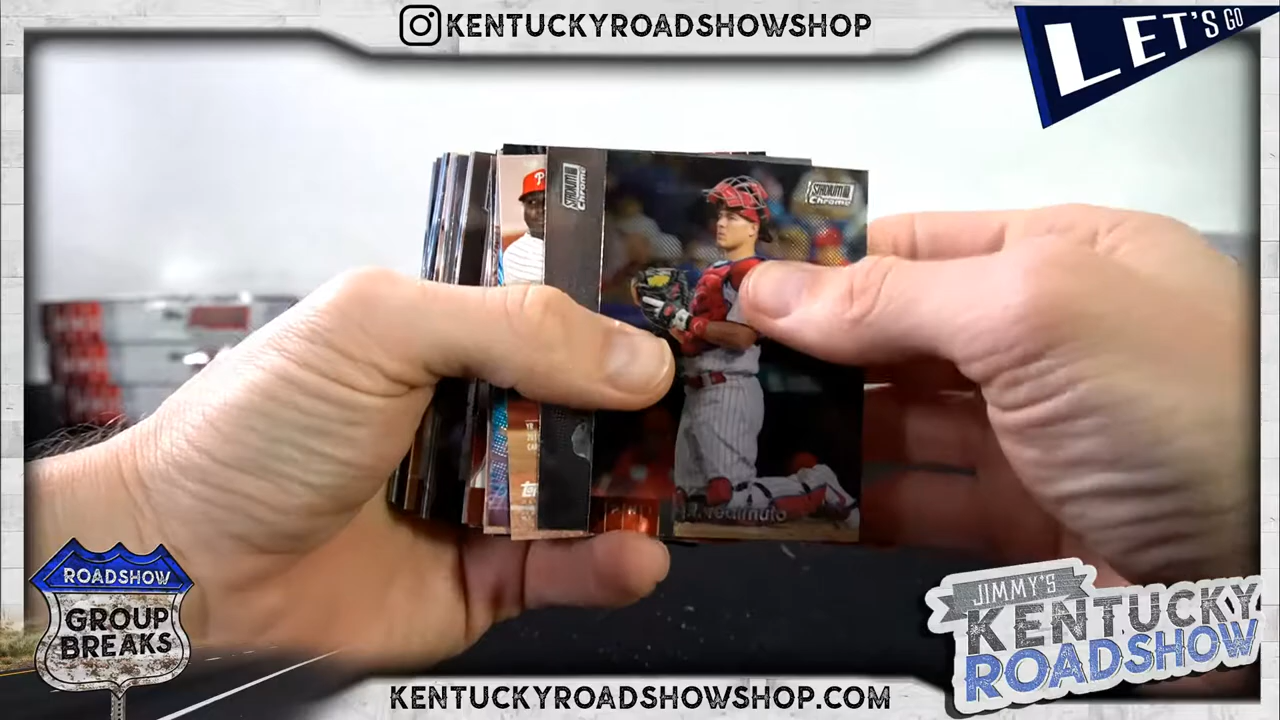 KENTUCKYROADSHOWSHOP
LET'S GO
STADIUM
Chrome
STADIUM
Chrome
P
ROADSHOW
GROUP
BREAKS
JIMMY'S
KENTUCKY
ROADSHOW
KENTUCKYROADSHOWSHOP.COM